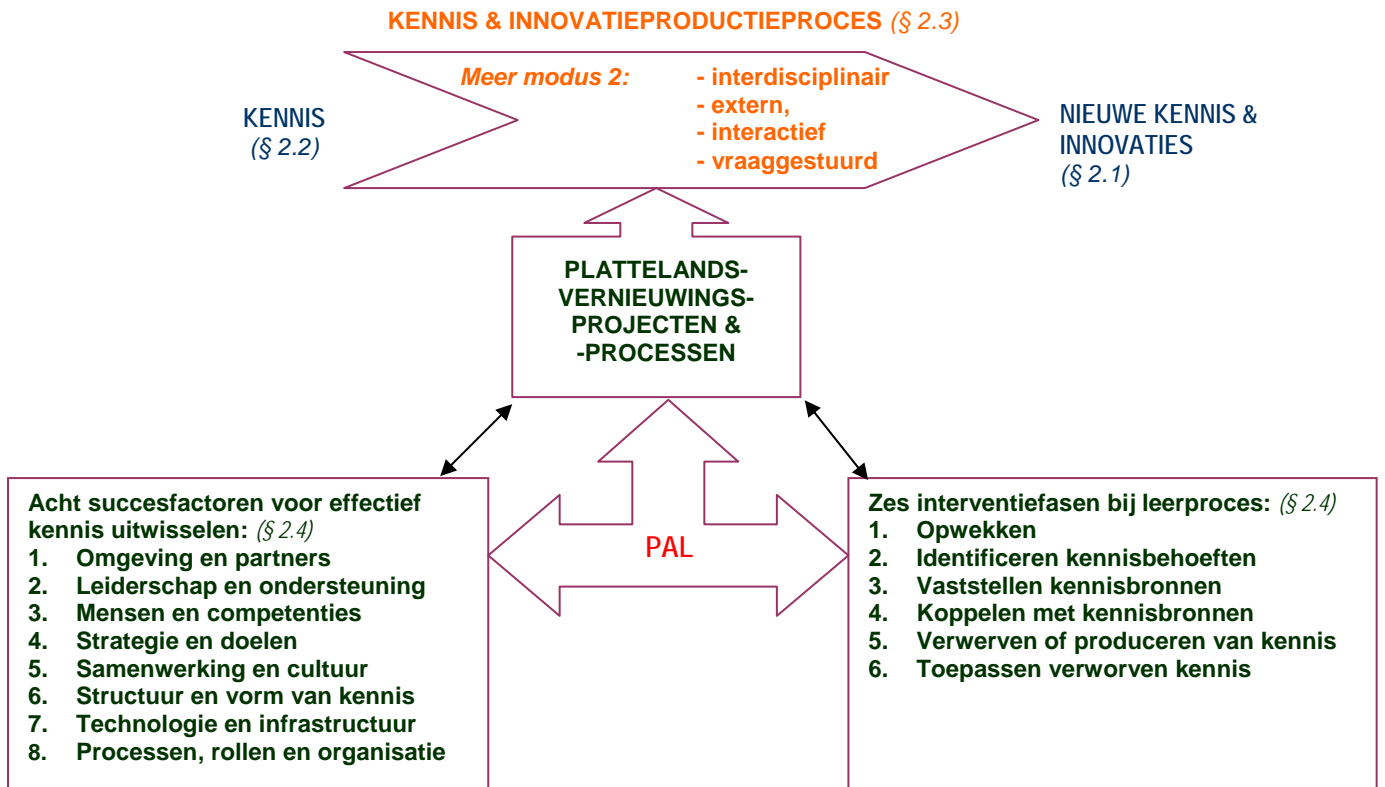 KENNIS & INNOVATIEPRODUCTIEPROCES (§ 2.3)
Meer modus 2: - interdisciplinair
- extern,
- interactief
- vraaggestuurd
KENNIS
(§ 2.2)
NIEUWE KENNIS &
INNOVATIES
(§ 2.1)
PLATTELANDS-
VERNIEUWINGS-
PROJECTEN &
-PROCESSEN
Acht succesfactoren voor effectief
kennis uitwisselen: (§ 2.4)
1. Omgeving en partners
2. Leiderschap en ondersteuning
3. Mensen en competenties
4. Strategie en doelen
5. Samenwerking en cultuur
6. Structuur en vorm van kennis
7. Technologie en infrastructuur
8. Processen, rollen en organisatie
PAL
Zes interventiefasen bij leerproces: (§ 2.4)
1. Opwekken
2. Identificeren kennisbehoeften
3. Vaststellen kennisbronnen
4. Koppelen met kennisbronnen
5. Verwerven of produceren van kennis
6. Toepassen verworven kennis